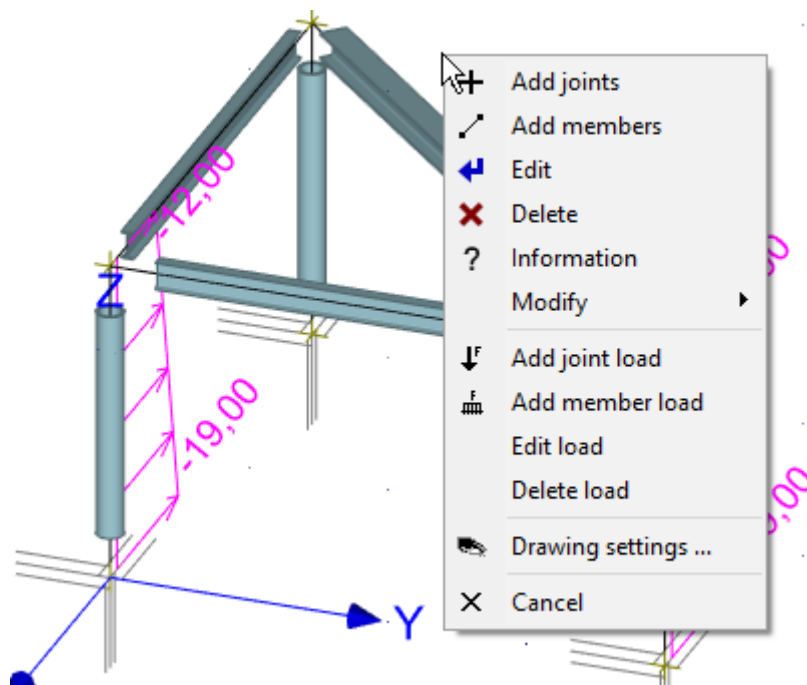 -12,00
Z
-19,00
Y
Add joints
Add members
Edit
Delete
? Information
Modify
F Add joint load
F Add member load
Edit load
Delete load
Drawing settings ...
Cancel